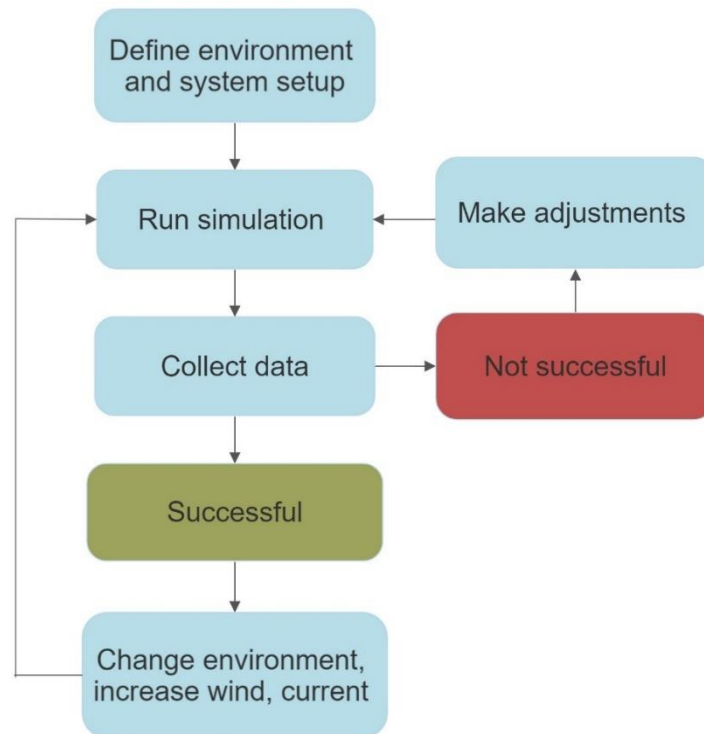 Define environment
and system setup
Run simulation
Make adjustments
Collect data
Not successful
Successful
Change environment,
increase wind, current